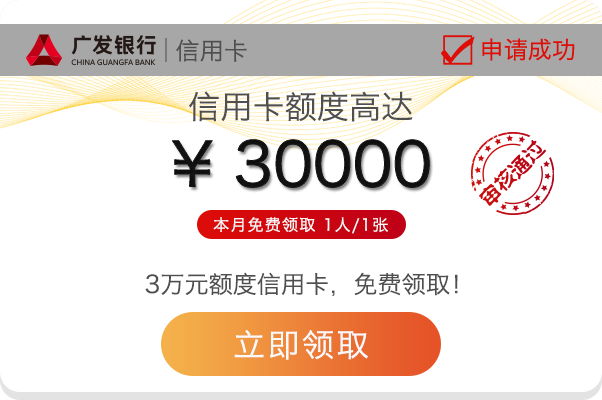 广发银行 | 信用卡
CHINA GUANGFA BANK
申请成功
信用卡额度高达
¥ 30000
审核通过
本月免费领取 1人/1张
3万元额度信用卡，免费领取！
立即领取